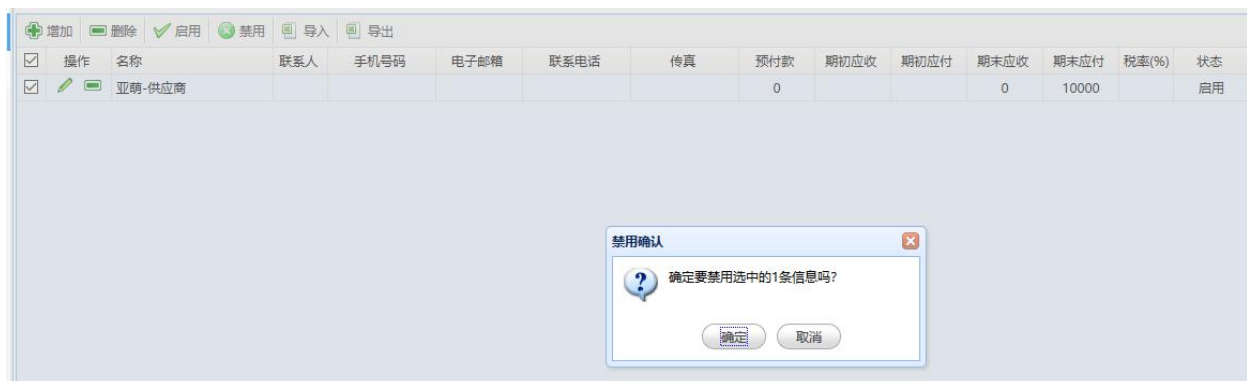 增加 删除 启用 禁用 导入 导出
操作 名称 联系人 手机号码 电子邮箱 联系电话 传真 预付款 期初应收 期初应付 期末应收 期末应付 税率(%) 状态
亚萌-供应商 0 0 10000 启用
禁用确认
确定要禁用选中的1条信息吗?
确定 取消